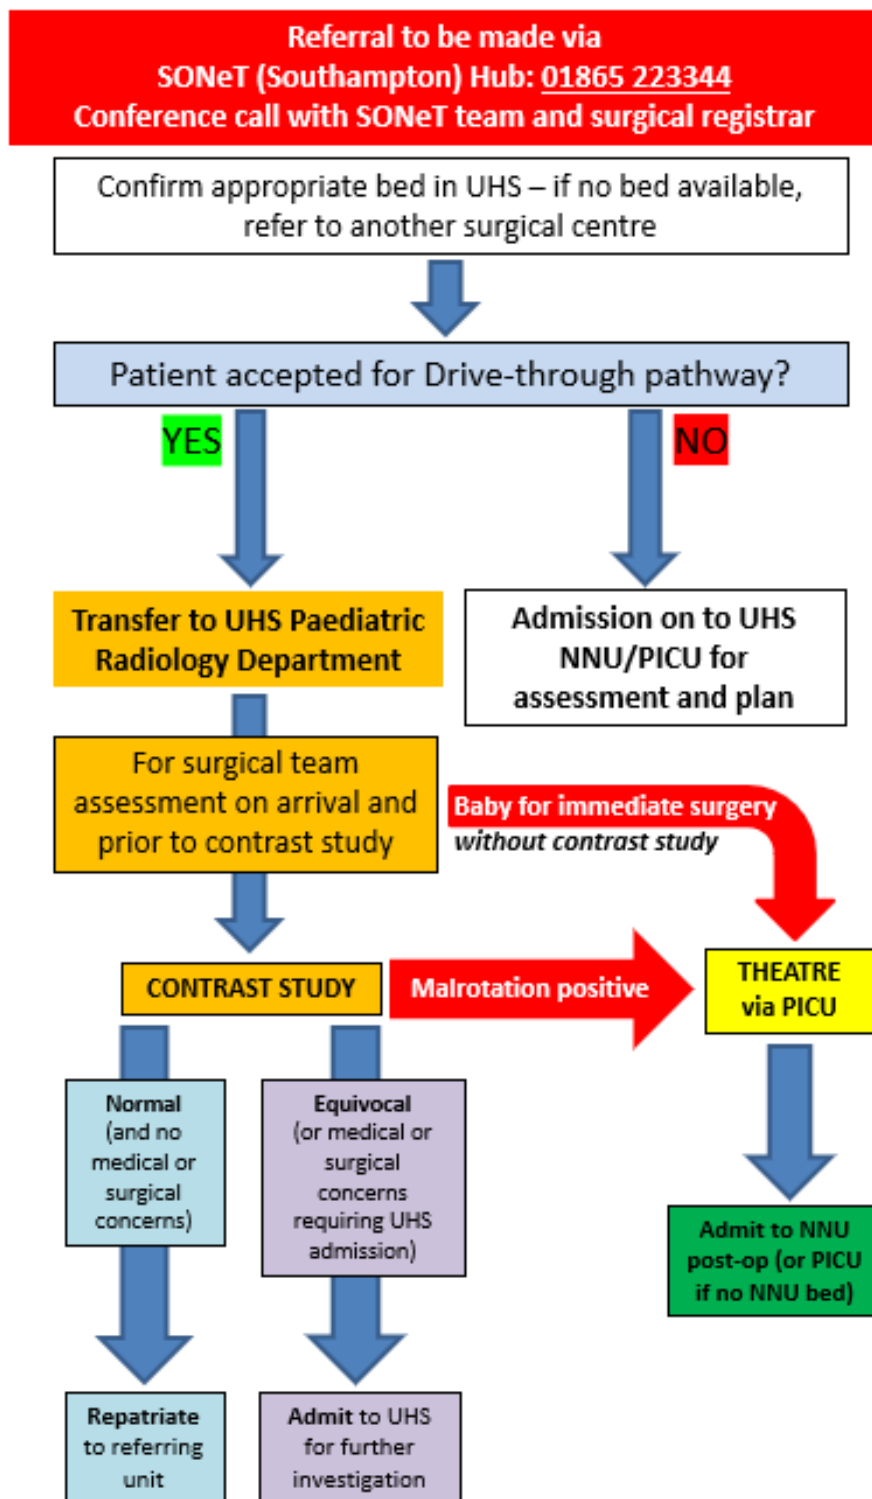 Referral to be made via
SONeT (Southampton) Hub: 01865 223344
Conference call with SONeT team and surgical registrar
Confirm appropriate bed in UHS – if no bed available,
refer to another surgical centre
Patient accepted for Drive-through pathway?
YES
NO
Transfer to UHS Paediatric
Radiology Department
Admission on to UHS
NNU/PICU for
assessment and plan
For surgical team
assessment on arrival and
prior to contrast study
Baby for immediate surgery
without contrast study
CONTRAST STUDY
Malrotation positive
THEATRE
via PICU
Normal
(and no
medical or
surgical
concerns)
Equivocal
(or medical or
surgical
concerns
requiring UHS
admission)
Admit to NNU
post-op (or PICU
if no NNU bed)
Repatriate
to referring
unit
Admit to UHS
for further
investigation